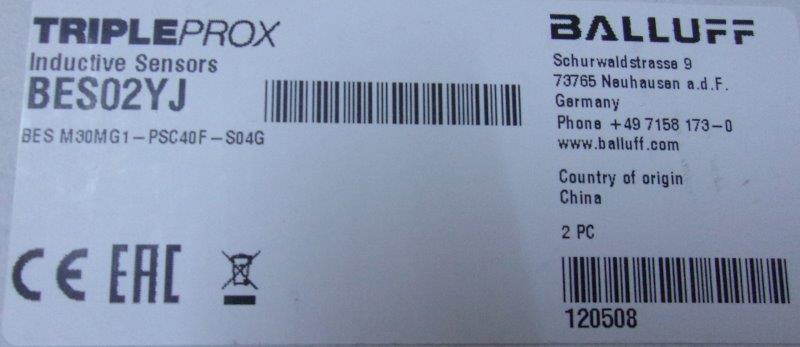 TRIPLEPROX
Inductive Sensors
BES02YJ
BES M30MG1-PSC40F-S04G
CE EAC
BALLUFF
Schurwaldstrasse 9
73765 Neuhausen a.d.F.
Germany
Phone +49 7158 173-0
www.balluff.com
Country of origin
China
2 PC
120508